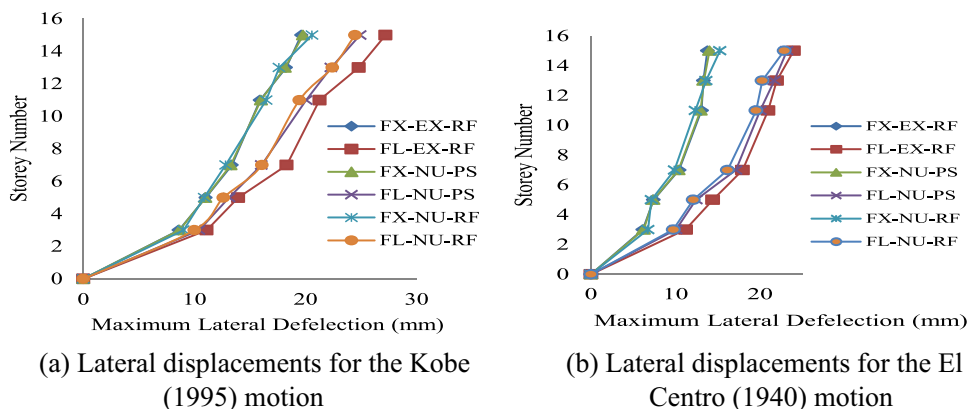 16
14
12
10
8
6
4
2
0
Storey Number
0 10 20 30
Maximum Lateral Defelection (mm)
FX-EX-RF
FL-EX-RF
FX-NU-PS
FL-NU-PS
FX-NU-RF
FL-NU-RF
(a) Lateral displacements for the Kobe
(1995) motion
16
14
12
10
8
6
4
2
0
Storey Number
0 10 20
Maximum Lateral Defelection (mm)
FX-EX-RF
FL-EX-RF
FX-NU-PS
FL-NU-PS
FX-NU-RF
FL-NU-RF
(b) Lateral displacements for the El
Centro (1940) motion